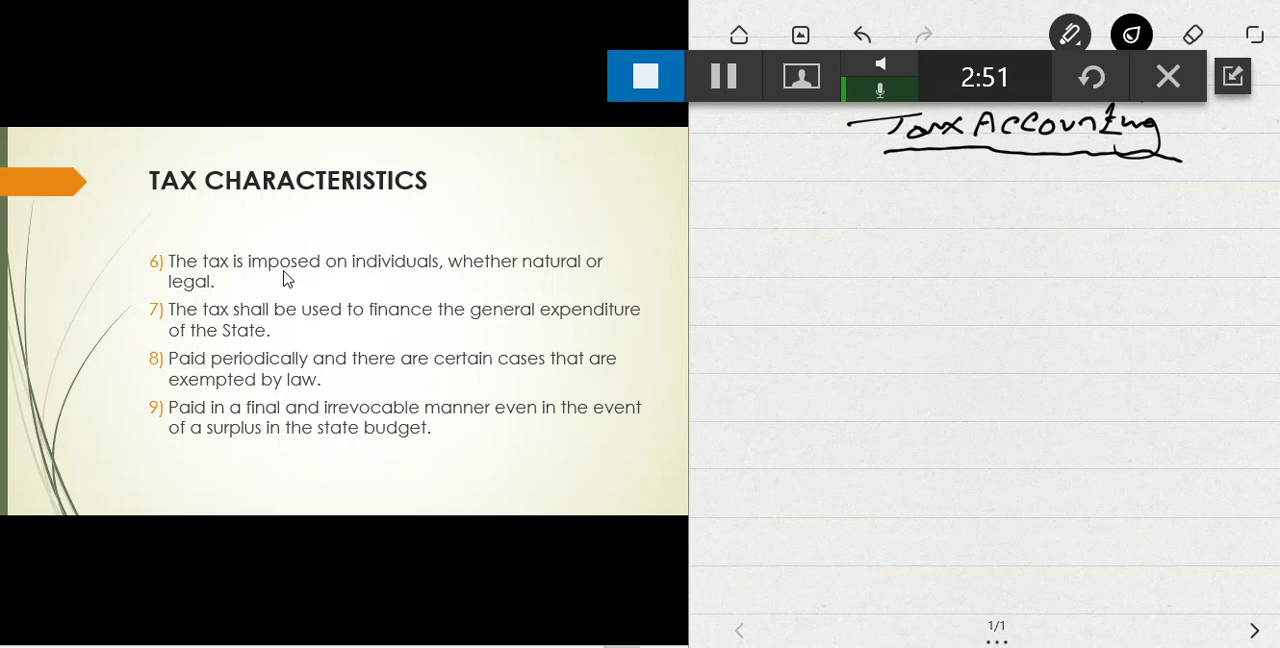 2:51
Tax Accounting
TAX CHARACTERISTICS
6) The tax is imposed on individuals, whether natural or
legal.
7) The tax shall be used to finance the general expenditure
of the State.
8) Paid periodically and there are certain cases that are
exempted by law.
9) Paid in a final and irrevocable manner even in the event
of a surplus in the state budget.
1/1